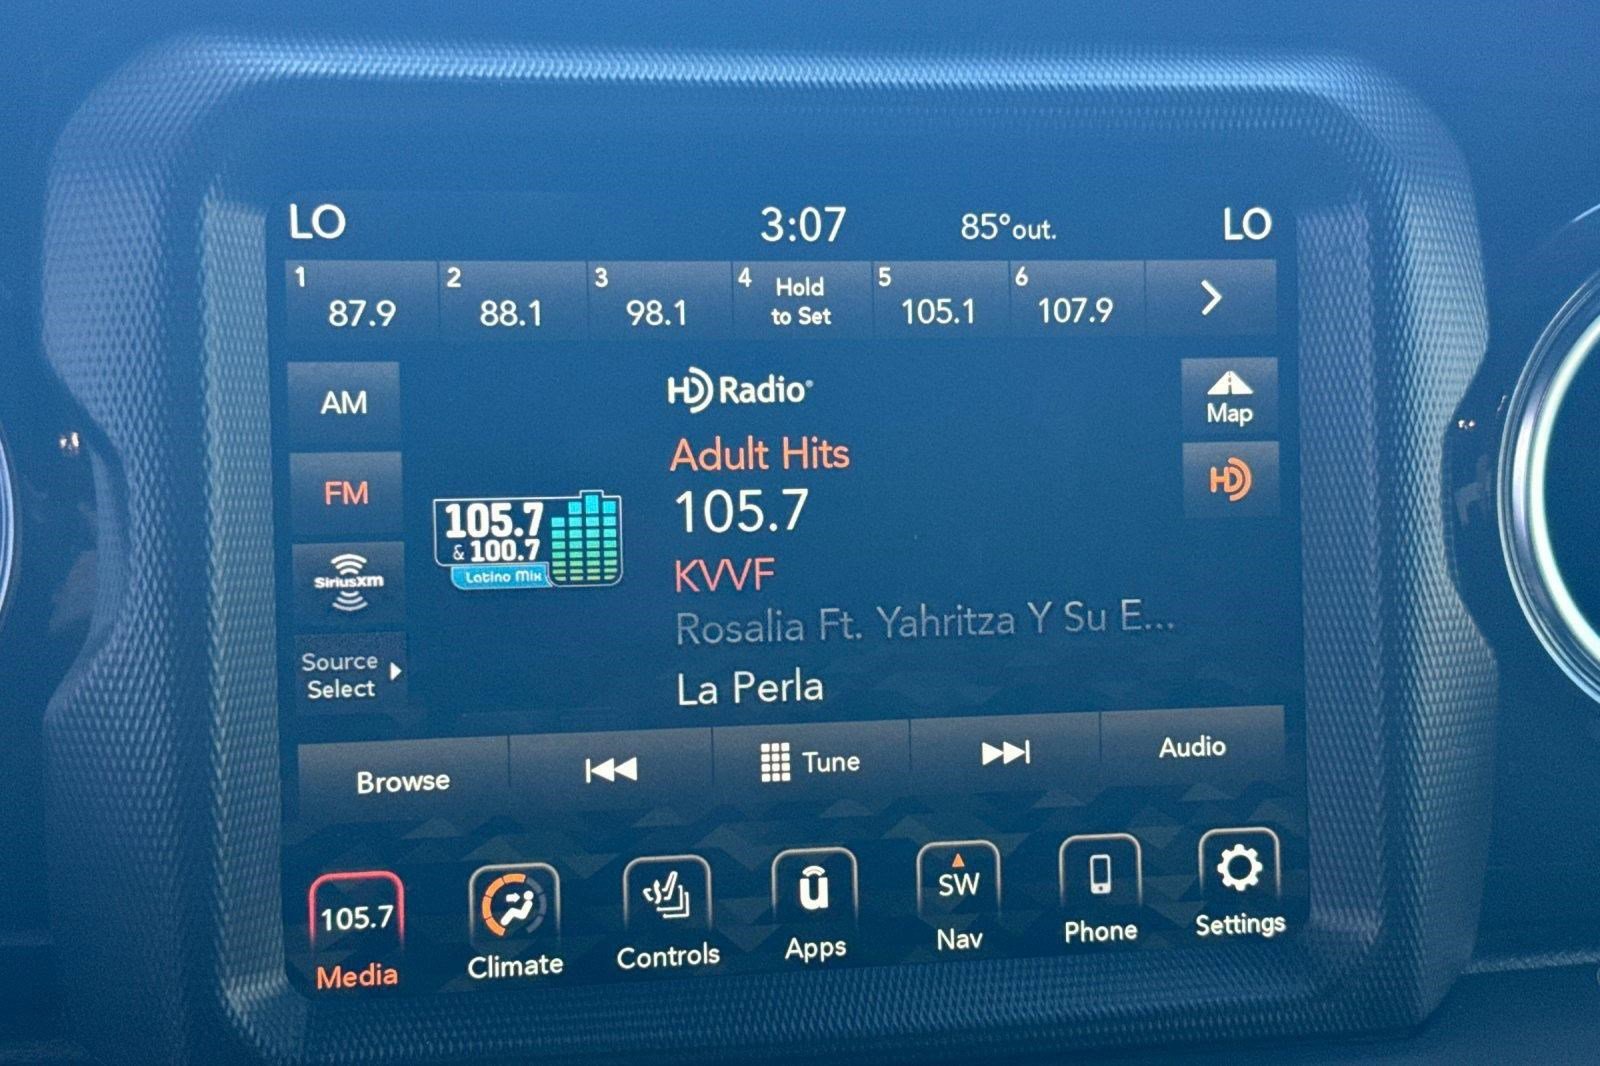 LO 3:07 85°out. LO
1 87.9 2 88.1 3 98.1 4 Hold to Set 5 105.1 6 107.9
AM
HD Radio®
Map
Adult Hits
HD
FM
105.7
105.7
& 100.7
Latino Mix
KVVF
SiriusXM
Rosalia Ft. Yahritza Y Su E...
Source
Select
La Perla
Browse Tune Audio
105.7
Media
Climate
Controls
ū
Apps
SW
Nav
Phone
Settings